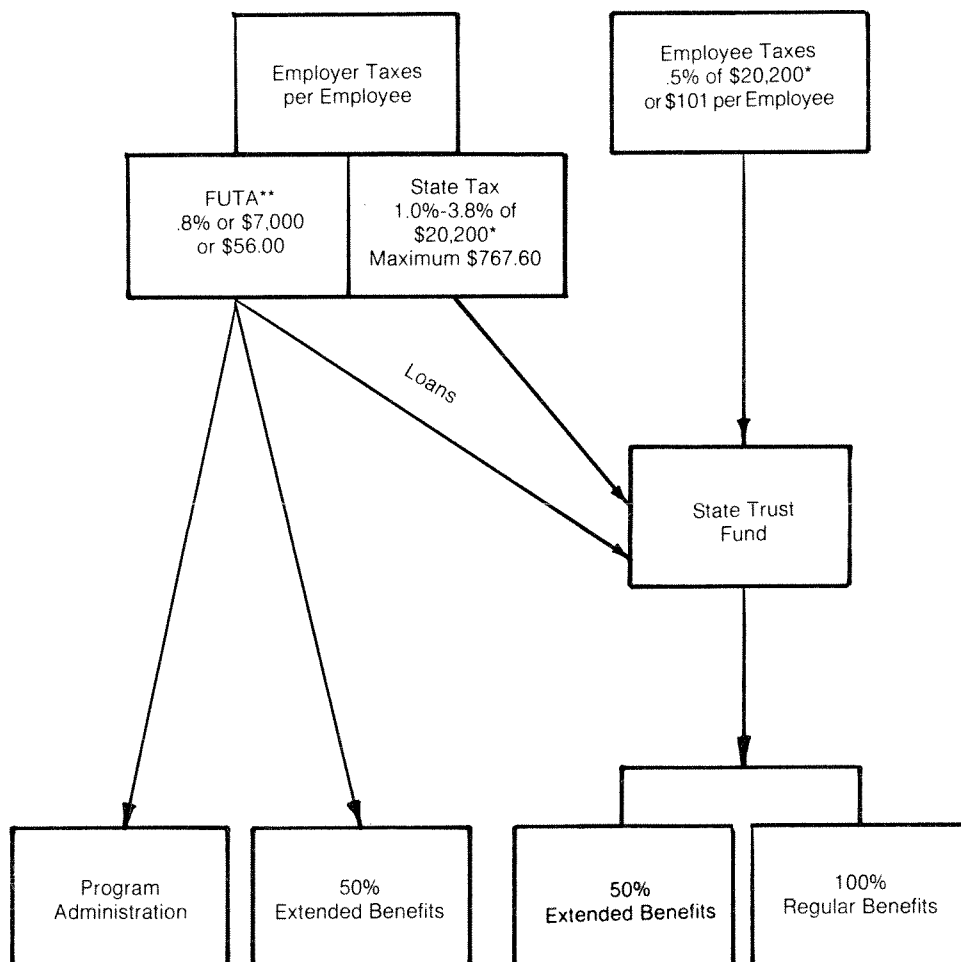 Employer Taxes
per Employee
Employee Taxes
.5% of $20,200*
or $101 per Employee
FUTA**
.8% or $7,000
or $56.00
State Tax
1.0%-3.8% of
$20,200*
Maximum $767.60
Loans
State Trust
Fund
Program
Administration
50%
Extended Benefits
50%
Extended Benefits
100%
Regular Benefits